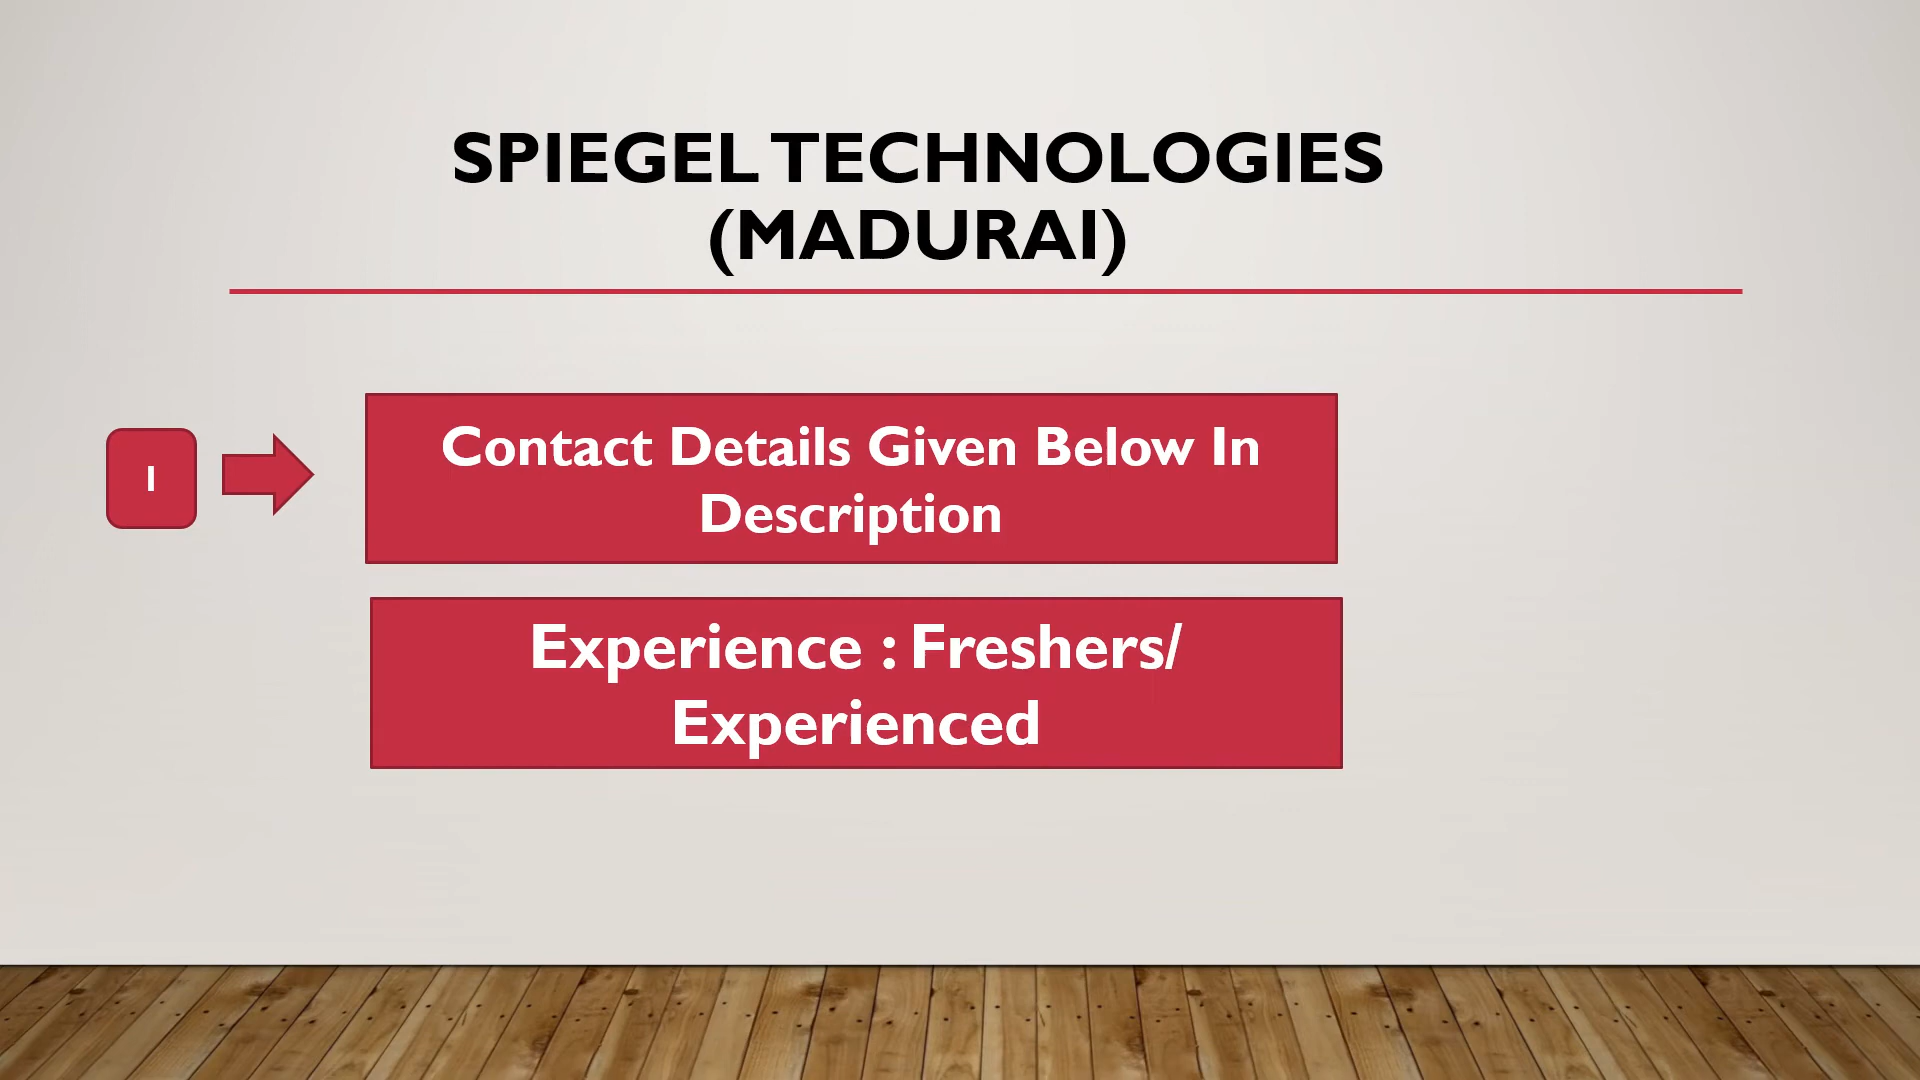 SPIEGEL TECHNOLOGIES
(MADURAI)
1
Contact Details Given Below In
Description
Experience : Freshers/
Experienced